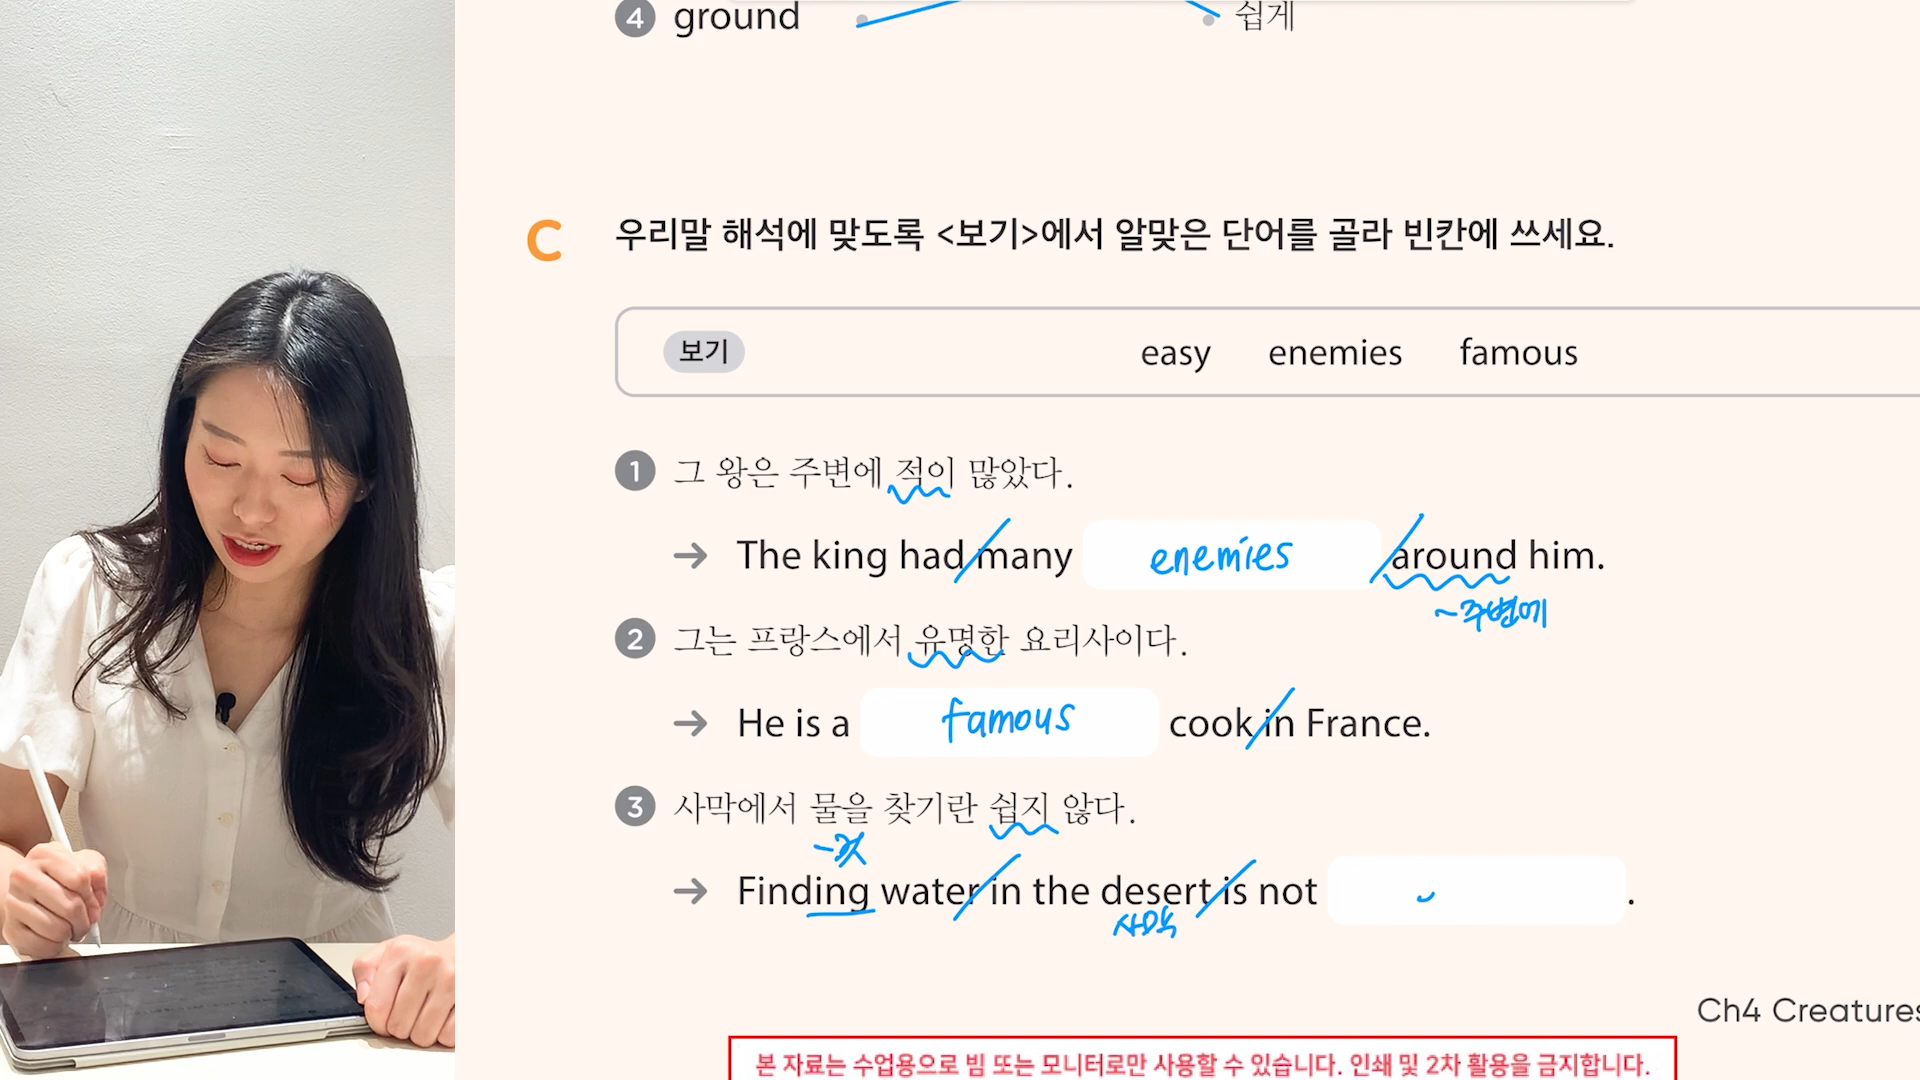 4 ground 쉽게
C 우리말 해석에 맞도록 <보기>에서 알맞은 단어를 골라 빈칸에 쓰세요.
보기 easy enemies famous
1 그 왕은 주변에 적이 많았다.
→ The king had many enemies around him.
~주변에
2 그는 프랑스에서 유명한 요리사이다.
→ He is a famous cook in France.
3 사막에서 물을 찾기란 쉽지 않다.
~것
→ Finding water in the desert is not .
사막
Ch4 Creatures
본 자료는 수업용으로 빔 또는 모니터로만 사용할 수 있습니다. 인쇄 및 2차 활용을 금지합니다.